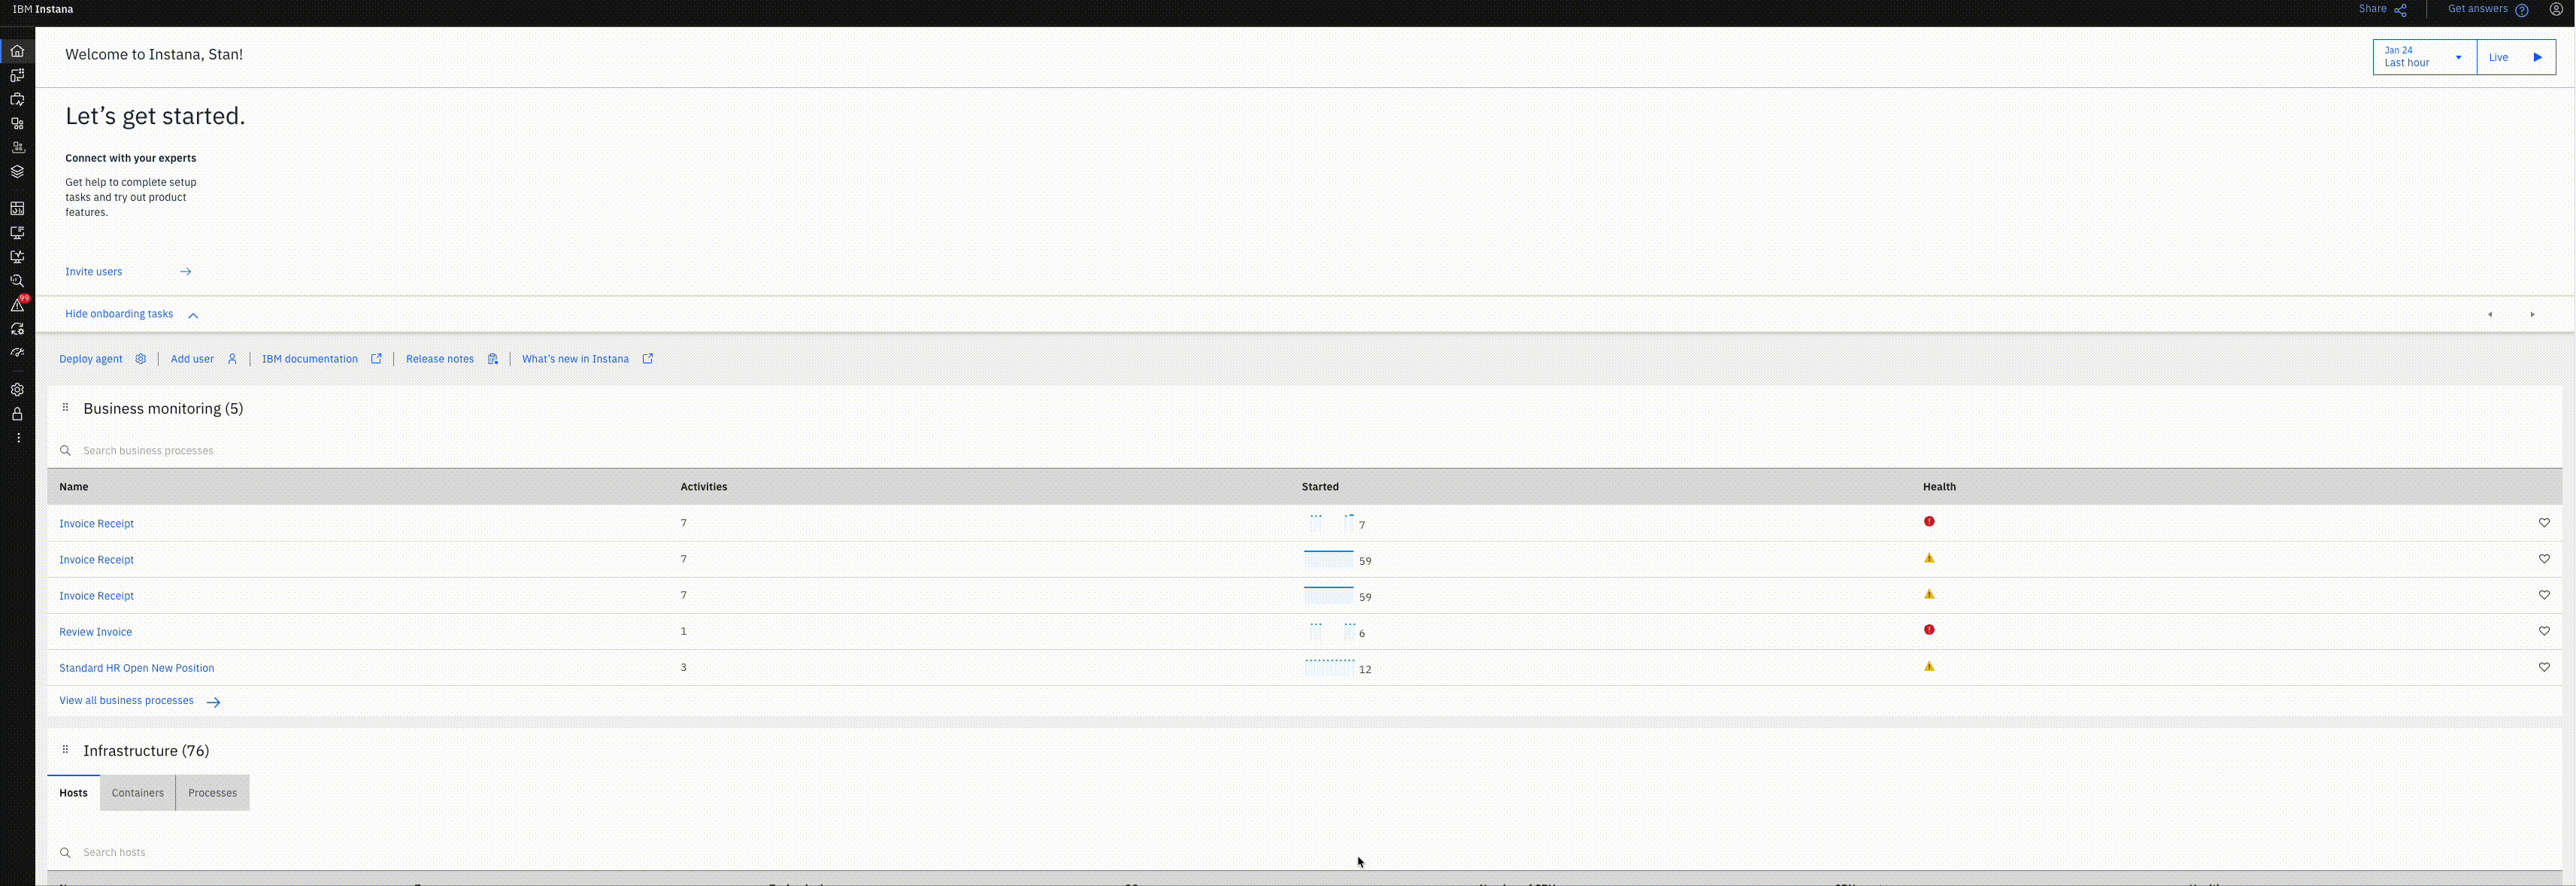 IBM Instana
Share
Get answers
Welcome to Instana, Stan!
Jan 24
Last hour
Live
Let's get started.
Connect with your experts
Get help to complete setup
tasks and try out product
features.
Invite users
99
Hide onboarding tasks
Deploy agent
Add user
IBM documentation
Release notes
What's new in Instana
Business monitoring (5)
Search business processes
Name Activities Started Health
Invoice Receipt 7 7
Invoice Receipt 7 59
Invoice Receipt 7 59
Review Invoice 1 6
Standard HR Open New Position 3 12
View all business processes
Infrastructure (76)
Hosts Containers Processes
Search hosts